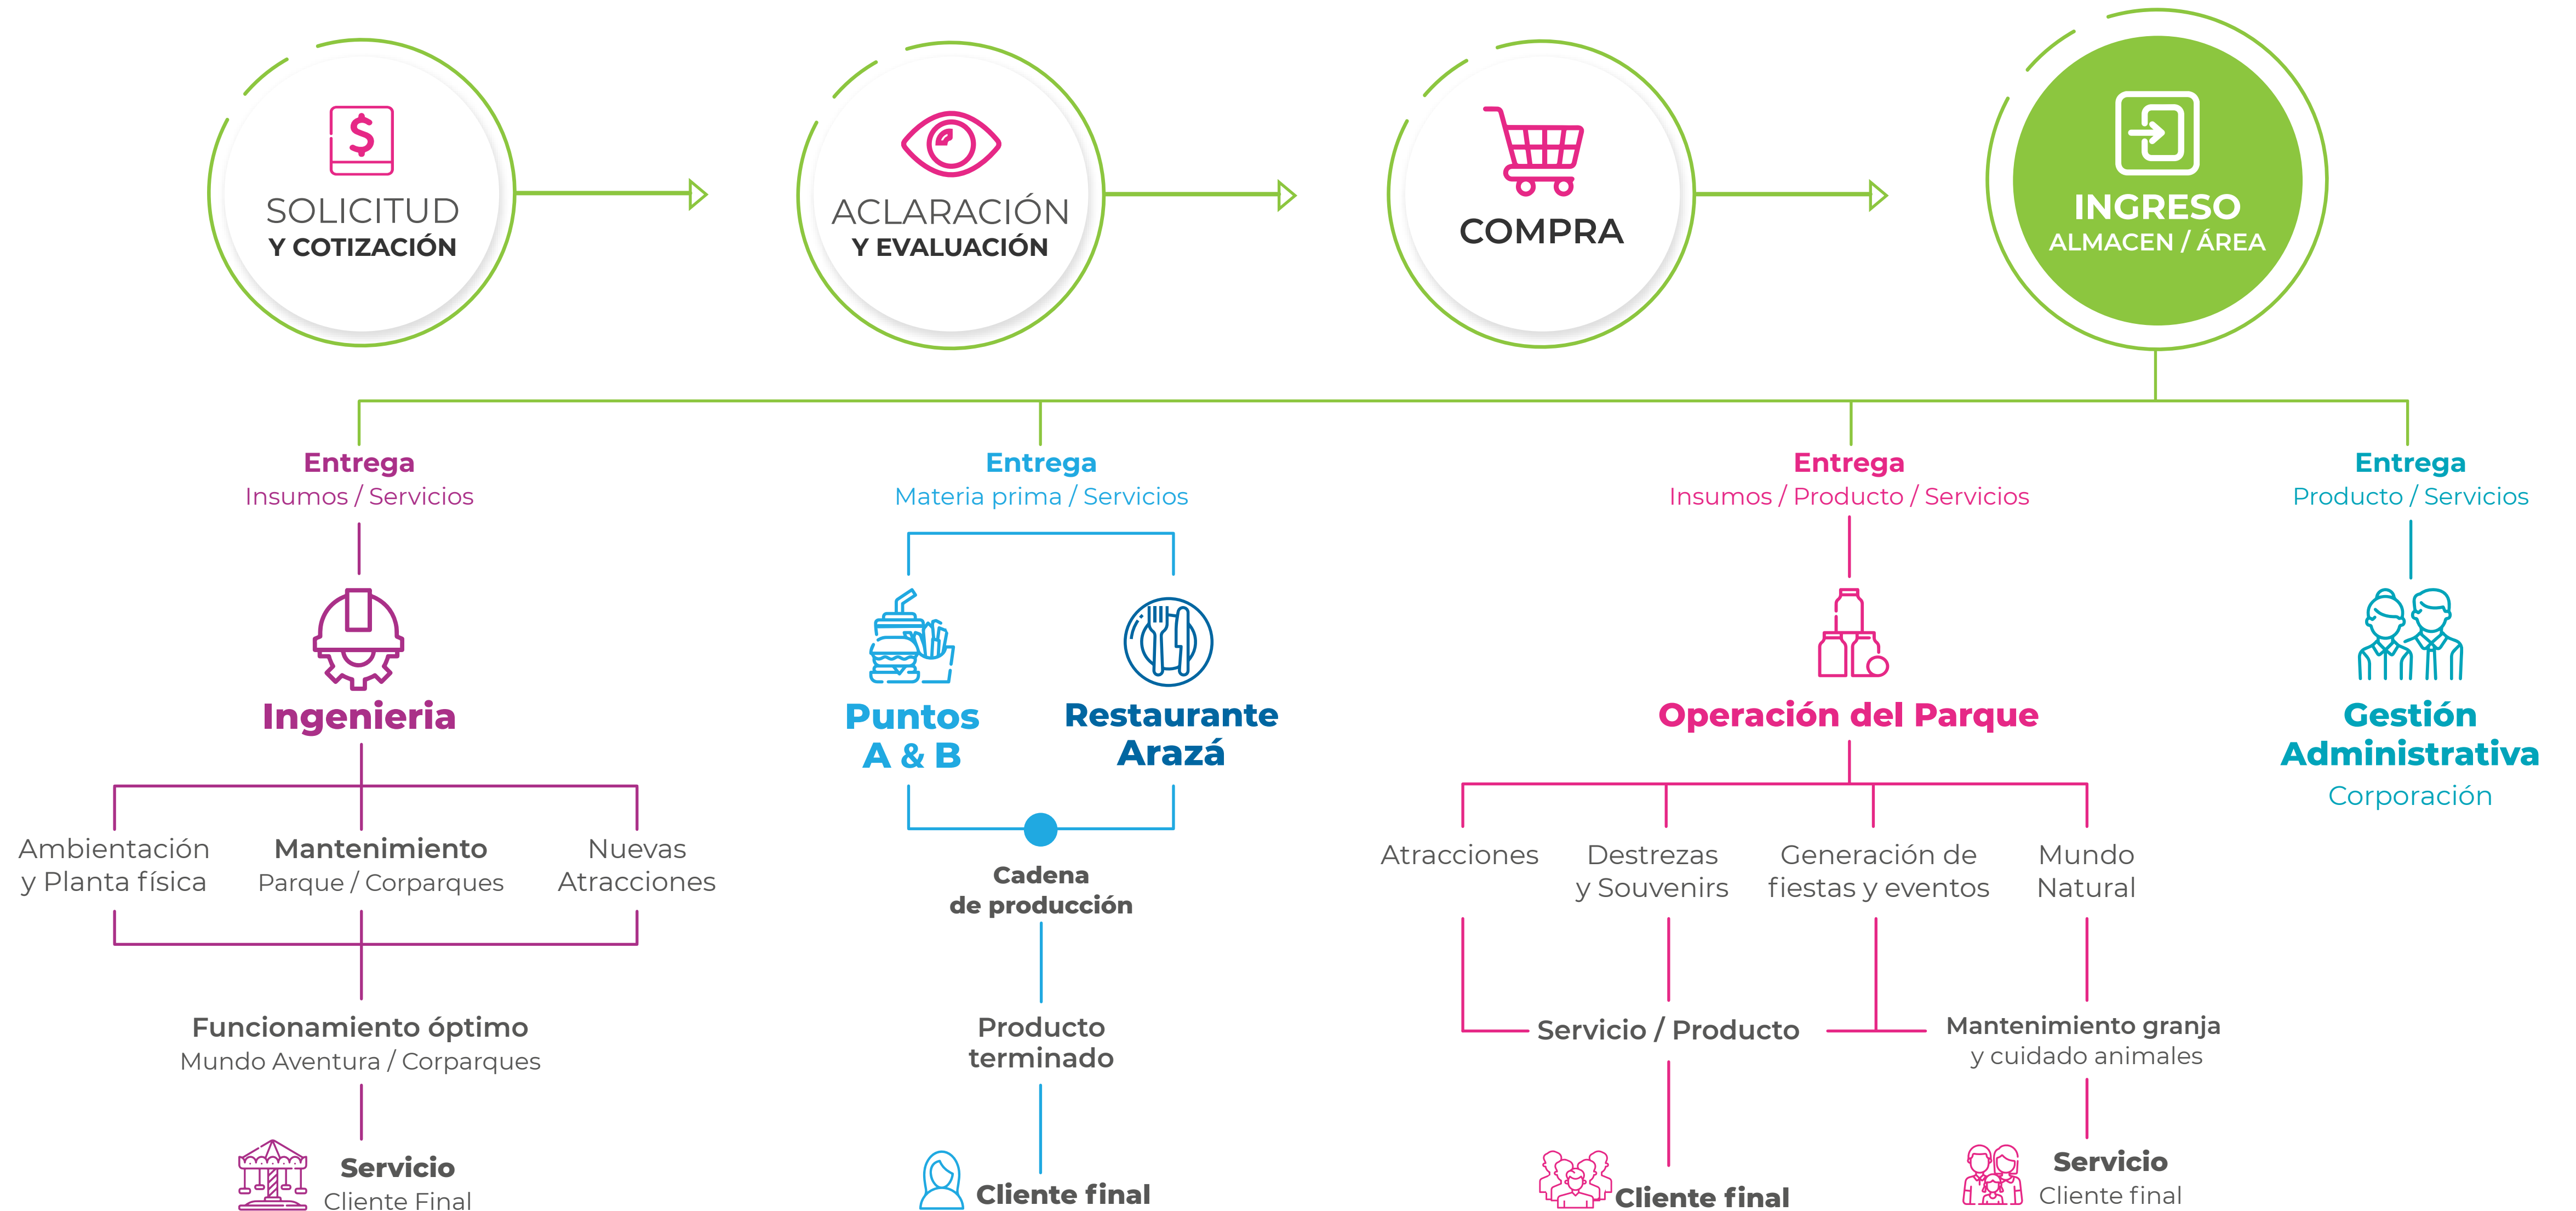 SOLICITUD
Y COTIZACIÓN
ACLARACIÓN
Y EVALUACIÓN
COMPRA
INGRESO
ALMACEN / ÁREA
Entrega
Insumos / Servicios
Ingenieria
Ambientación
y Planta física
Mantenimiento
Parque / Corparques
Nuevas
Atracciones
Funcionamiento óptimo
Mundo Aventura / Corparques
Servicio
Cliente Final
Entrega
Materia prima / Servicios
Puntos
A & B
Restaurante
Arazá
Cadena
de producción
Producto
terminado
Cliente final
Entrega
Insumos / Producto / Servicios
Operación del Parque
Atracciones
Destrezas
y Souvenirs
Generación de
fiestas y eventos
Mundo
Natural
Servicio / Producto
Mantenimiento granja
y cuidado animales
Cliente final
Servicio
Cliente final
Entrega
Producto / Servicios
Gestión
Administrativa
Corporación